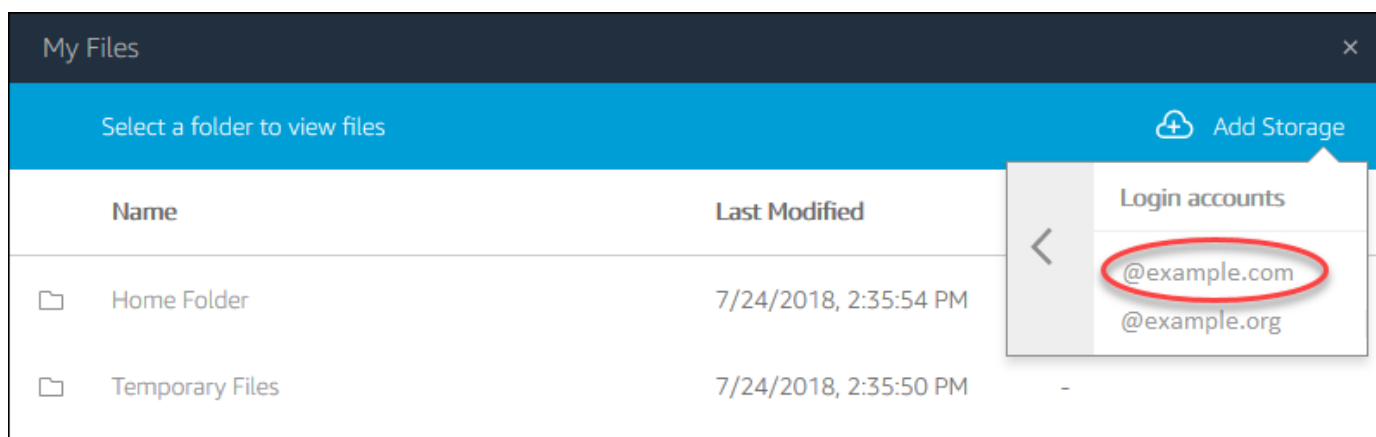 My Files ×
Select a folder to view files Add Storage
Name Last Modified
Login accounts
@example.com
@example.org
Home Folder 7/24/2018, 2:35:54 PM
Temporary Files 7/24/2018, 2:35:50 PM -